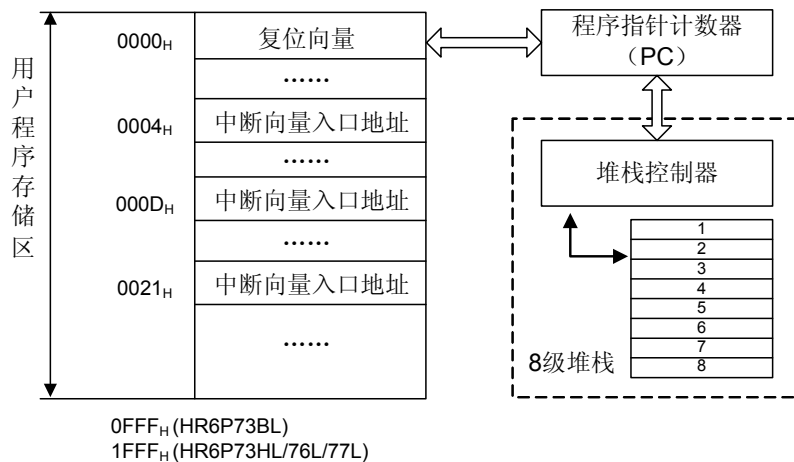 用户程序存储区
0000H
复位向量
……
0004H
中断向量入口地址
……
000DH
中断向量入口地址
……
0021H
中断向量入口地址
……
0FFFH (HR6P73BL)
1FFFH (HR6P73HL/76L/77L)
程序指针计数器
（PC）
堆栈控制器
1
2
3
4
5
6
7
8
8级堆栈